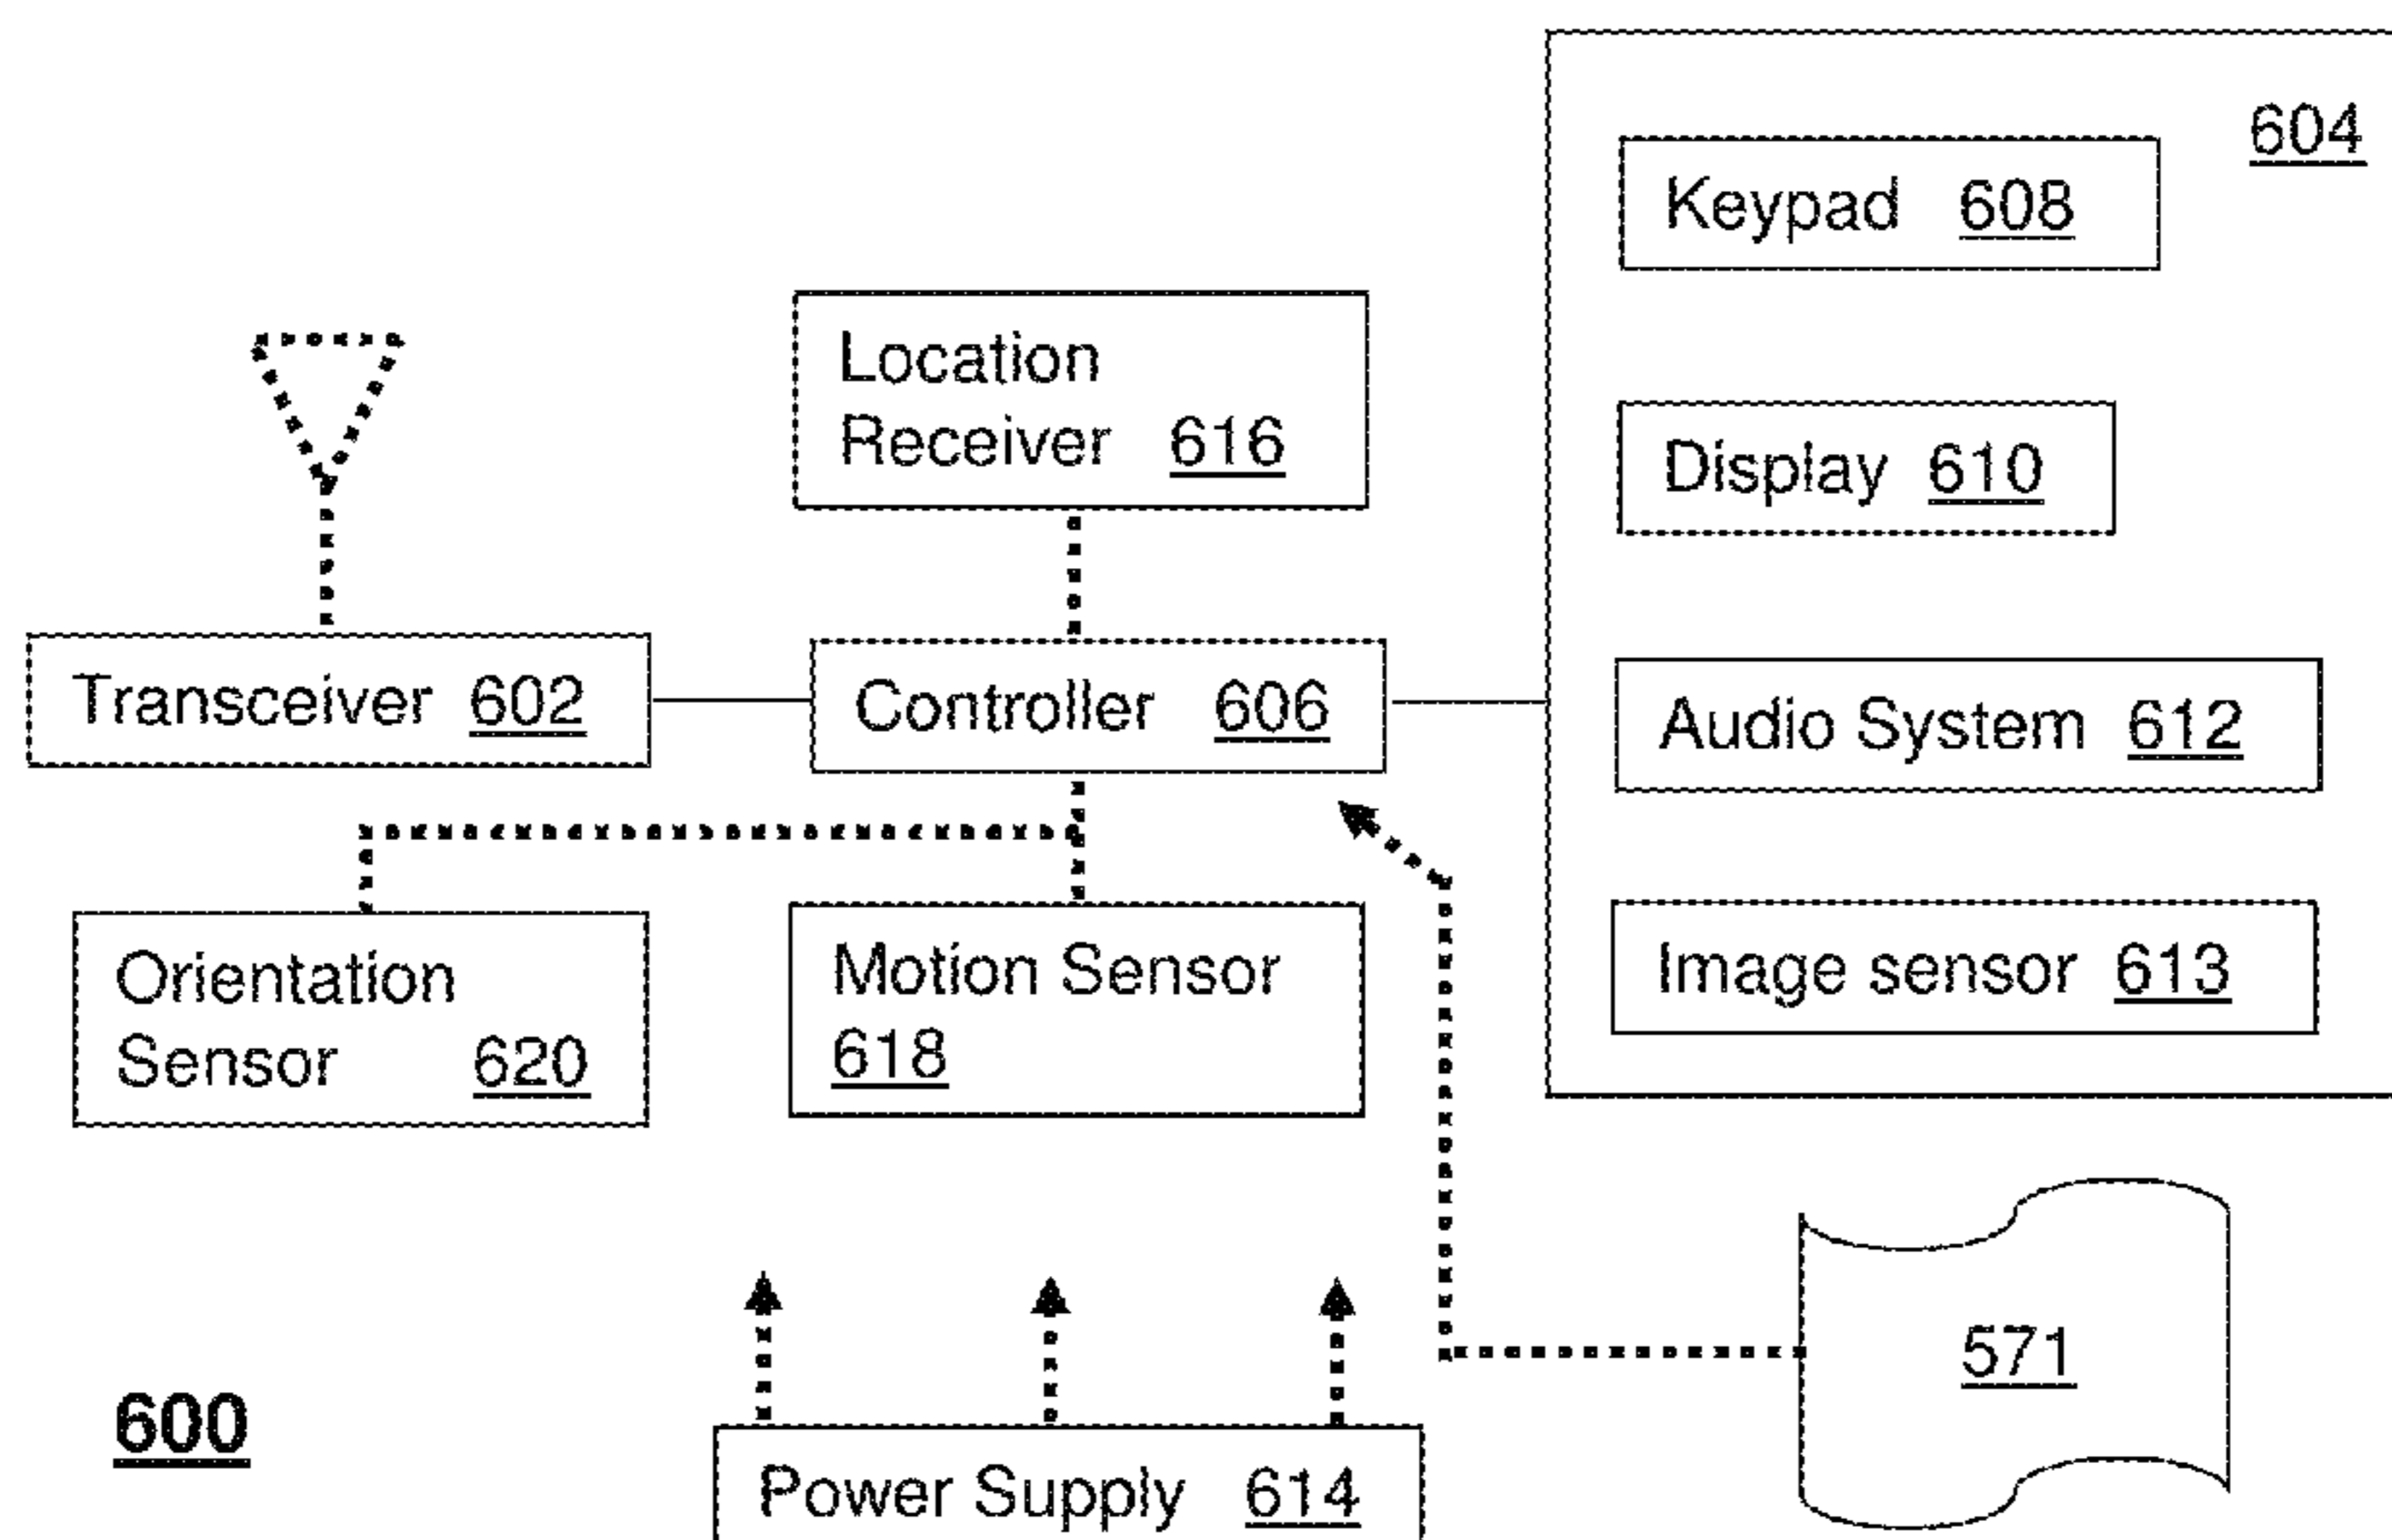 604
Keypad 608
Location
Receiver 616
Display 610
Transceiver 602
Controller 606
Audio System 612
Orientation
Sensor 620
Motion Sensor
618
Image sensor 613
571
600
Power Supply 614